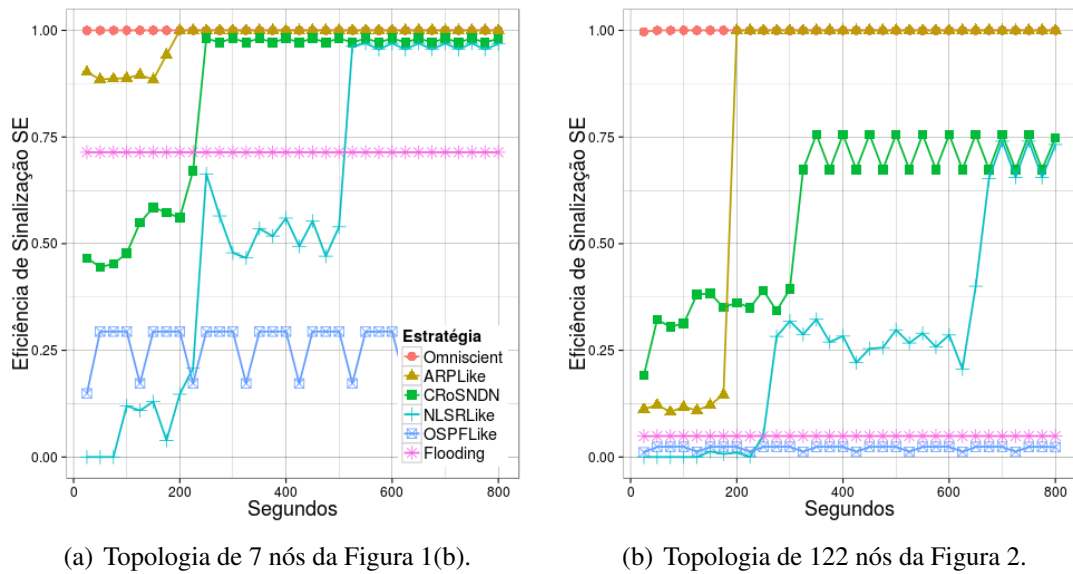 Eficiência de Sinalização SE
1.00
0.75
0.50
0.25
0.00
0
200
400
600
800
Segundos
Estratégia
Omniscient
ARPLike
CRoSNDN
NLSRLike
OSPFLike
Flooding
(a) Topologia de 7 nós da Figura 1(b).
Eficiência de Sinalização SE
1.00
0.75
0.50
0.25
0.00
0
200
400
600
800
Segundos
(b) Topologia de 122 nós da Figura 2.